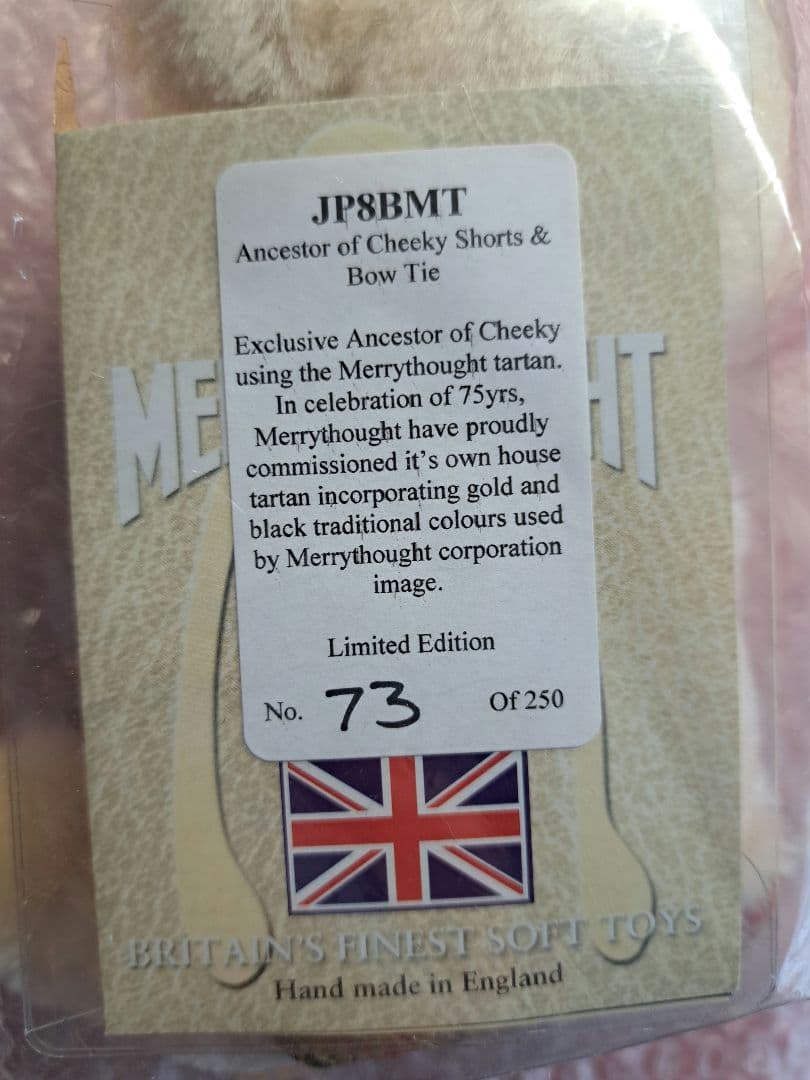 JP8BMT
Ancestor of Cheeky Shorts &
Bow Tie
Exclusive Ancestor of Cheeky
using the Merrythought tartan.
In celebration of 75yrs,
Merrythought have proudly
commissioned it's own house
tartan incorporating gold and
black traditional colours used
by Merrythought corporation
image.
Limited Edition
No. 73 Of 250
ME HT
BRITAIN'S FINEST SOFT TOYS
Hand made in England